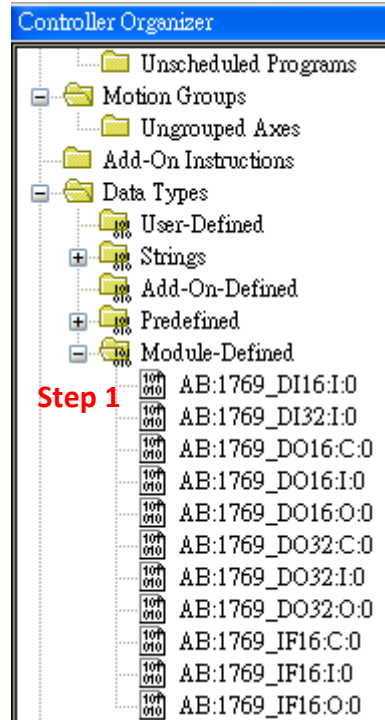 Controller Organizer
Unscheduled Programs
Motion Groups
Ungrouped Axes
Add-On Instructions
Data Types
User-Defined
Strings
Add-On-Defined
Predefined
Module-Defined
Step 1
AB:1769_DI16:I:0
AB:1769_DI32:I:0
AB:1769_DO16:C:0
AB:1769_DO16:I:0
AB:1769_DO16:O:0
AB:1769_DO32:C:0
AB:1769_DO32:I:0
AB:1769_DO32:O:0
AB:1769_IF16:C:0
AB:1769_IF16:I:0
AB:1769_IF16:O:0